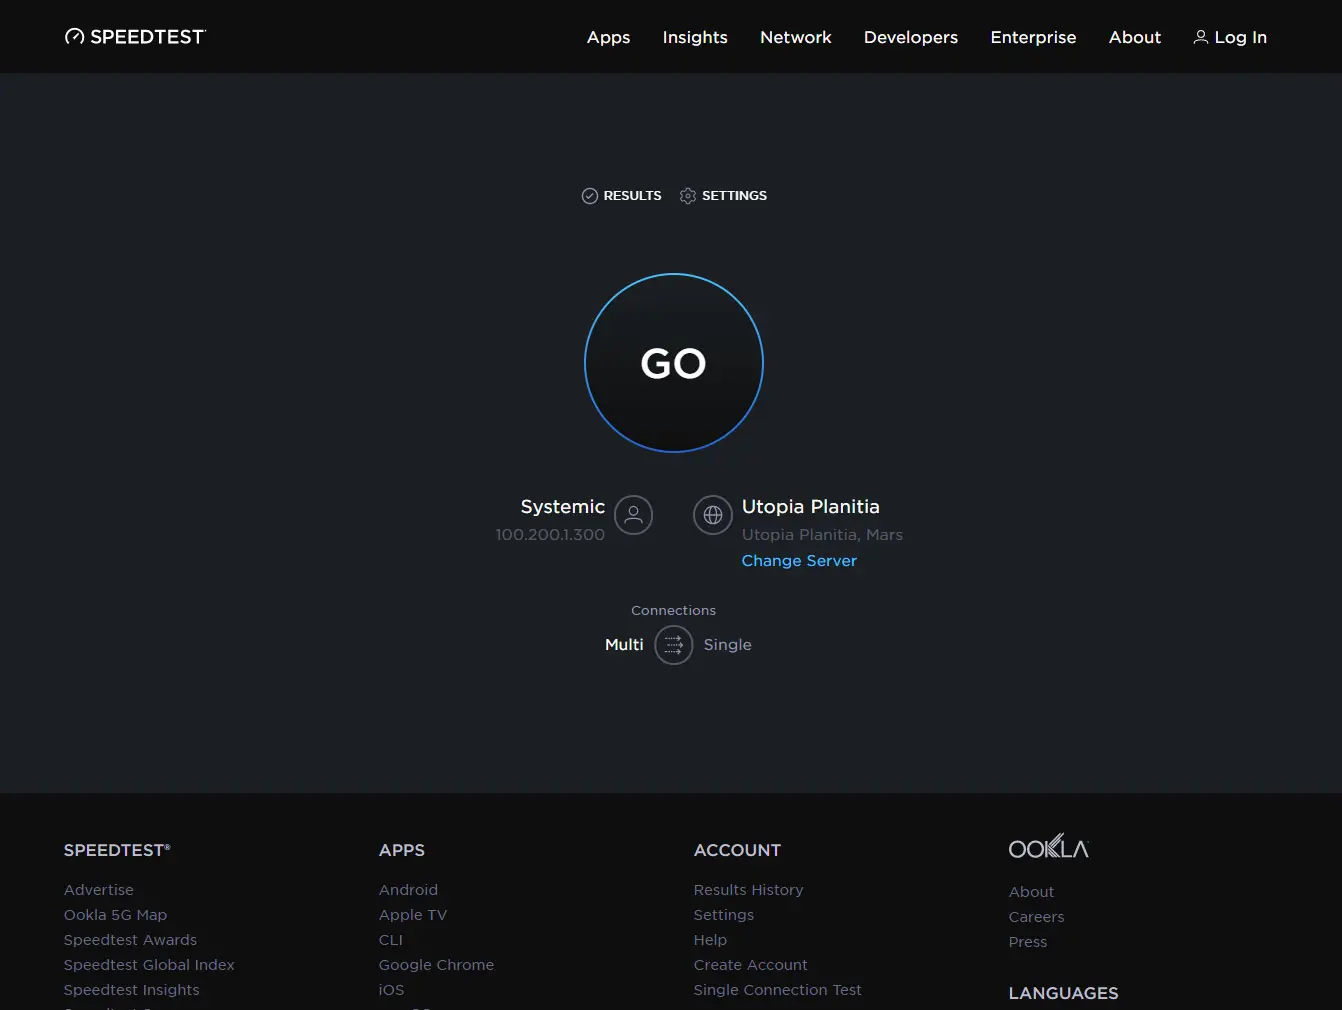 SPEEDTEST
Apps Insights Network Developers Enterprise About Log In
RESULTS SETTINGS
GO
Systemic
100.200.1.300
Utopia Planitia
Utopia Planitia, Mars
Change Server
Connections
Multi Single
SPEEDTEST®
Advertise
Ookla 5G Map
Speedtest Awards
Speedtest Global Index
Speedtest Insights
APPS
Android
Apple TV
CLI
Google Chrome
iOS
ACCOUNT
Results History
Settings
Help
Create Account
Single Connection Test
OOKLA
About
Careers
Press
LANGUAGES